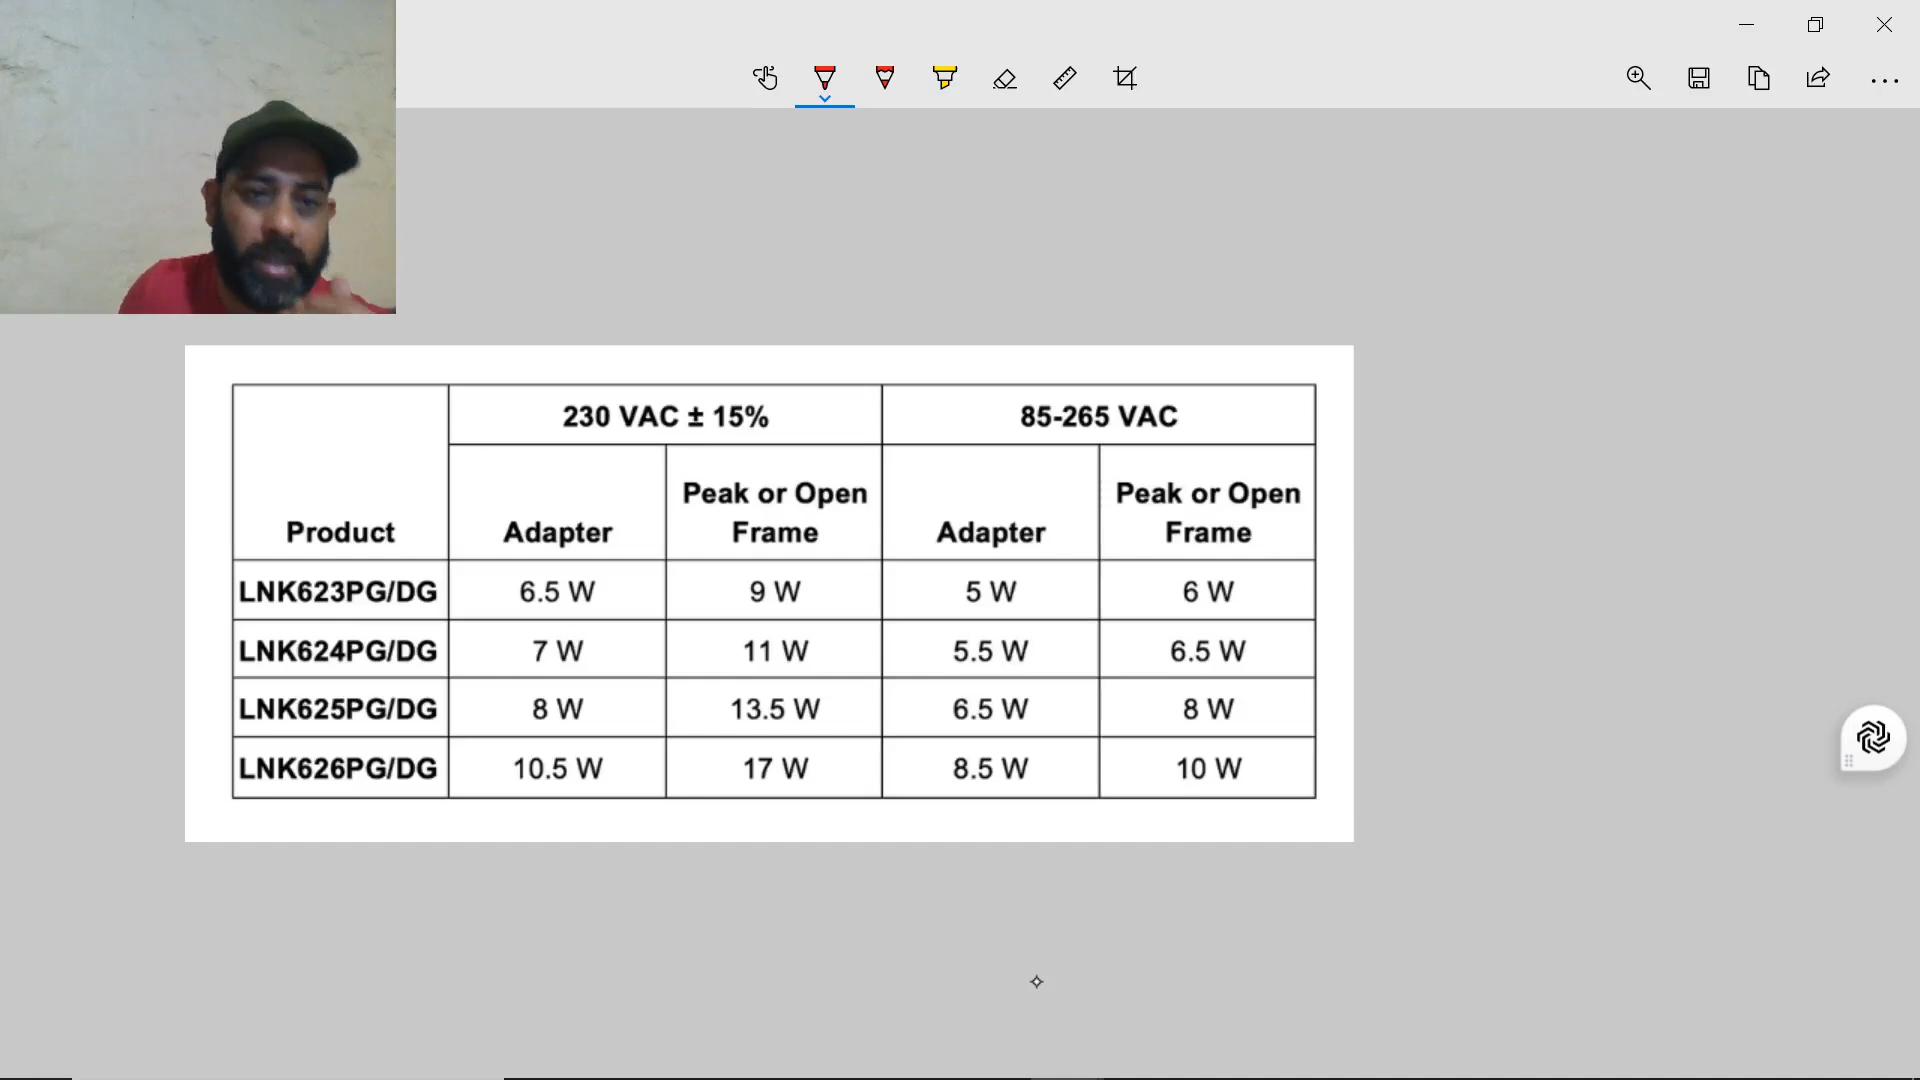 230 VAC ± 15% 85-265 VAC
Product Adapter Peak or Open Frame Adapter Peak or Open Frame
LNK623PG/DG 6.5 W 9 W 5 W 6 W
LNK624PG/DG 7 W 11 W 5.5 W 6.5 W
LNK625PG/DG 8 W 13.5 W 6.5 W 8 W
LNK626PG/DG 10.5 W 17 W 8.5 W 10 W